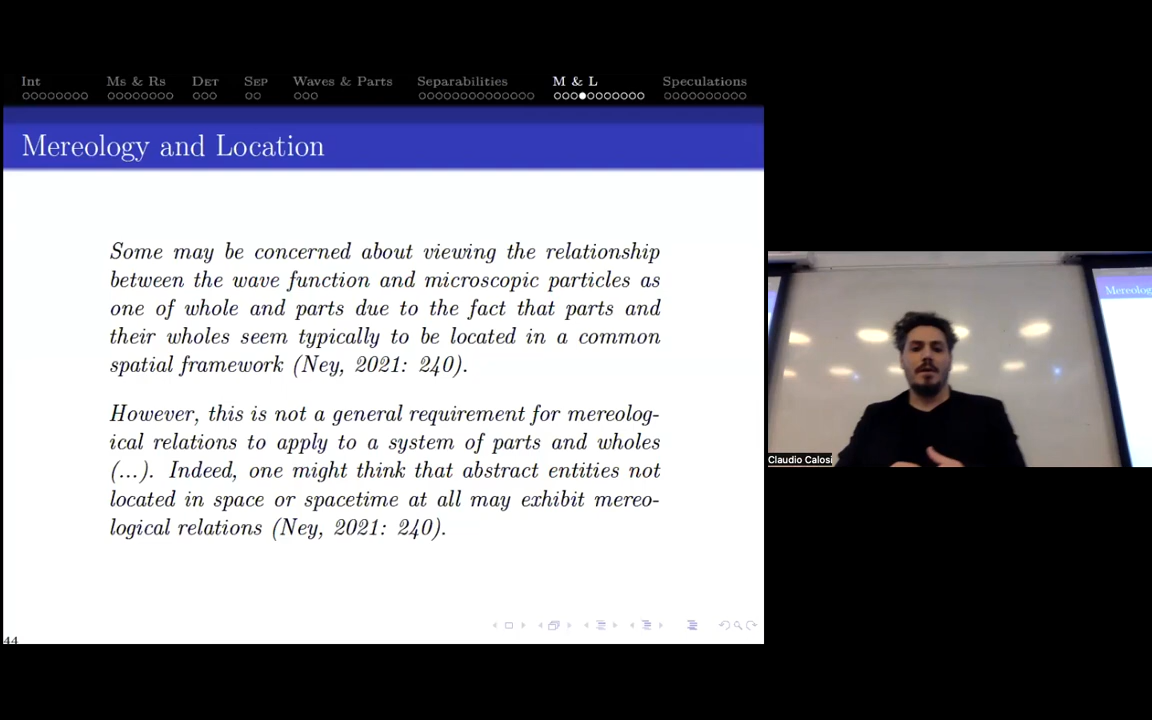 Int Ms & Rs Det Sep Waves & Parts Separabilities M & L Speculations
Mereology and Location
Some may be concerned about viewing the relationship
between the wave function and microscopic particles as
one of whole and parts due to the fact that parts and
their wholes seem typically to be located in a common
spatial framework (Ney, 2021: 240).
However, this is not a general requirement for mereolog-
ical relations to apply to a system of parts and wholes
(...). Indeed, one might think that abstract entities not
located in space or spacetime at all may exhibit mereo-
logical relations (Ney, 2021: 240).
44
Mereolog
Claudio Calosi